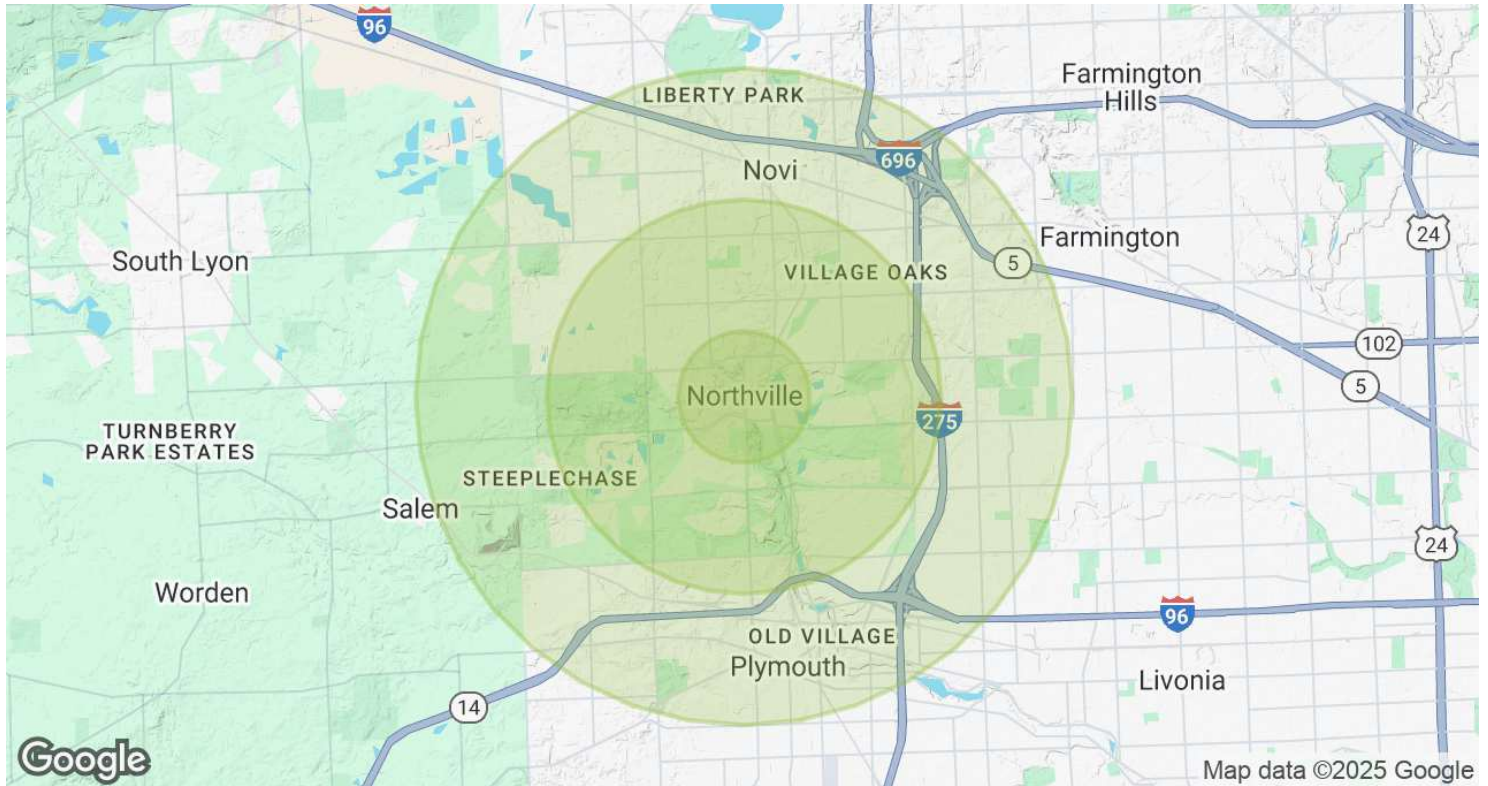 96
LIBERTY PARK
Farmington
Hills
696
Novi
24
Farmington
South Lyon
5
VILLAGE OAKS
102
5
Northville
275
TURNBERRY
PARK ESTATES
STEEPLECHASE
Salem
24
Worden
96
OLD VILLAGE
Plymouth
Livonia
14
Google
Map data ©2025 Google